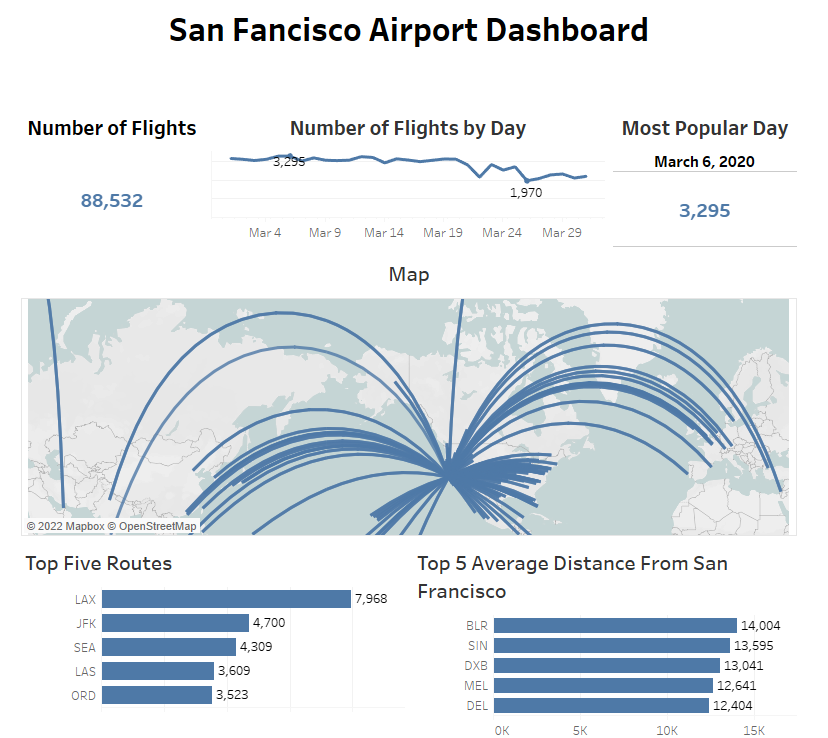 San Fancisco Airport Dashboard
Number of Flights
88,532
Number of Flights by Day
3,295
1,970
Mar 4 Mar 9 Mar 14 Mar 19 Mar 24 Mar 29
Most Popular Day
March 6, 2020
3,295
Map
© 2022 Mapbox © OpenStreetMap
Top Five Routes
LAX 7,968
JFK 4,700
SEA 4,309
LAS 3,609
ORD 3,523
Top 5 Average Distance From San
Francisco
BLR 14,004
SIN 13,595
DXB 13,041
MEL 12,641
DEL 12,404
0K 5K 10K 15K